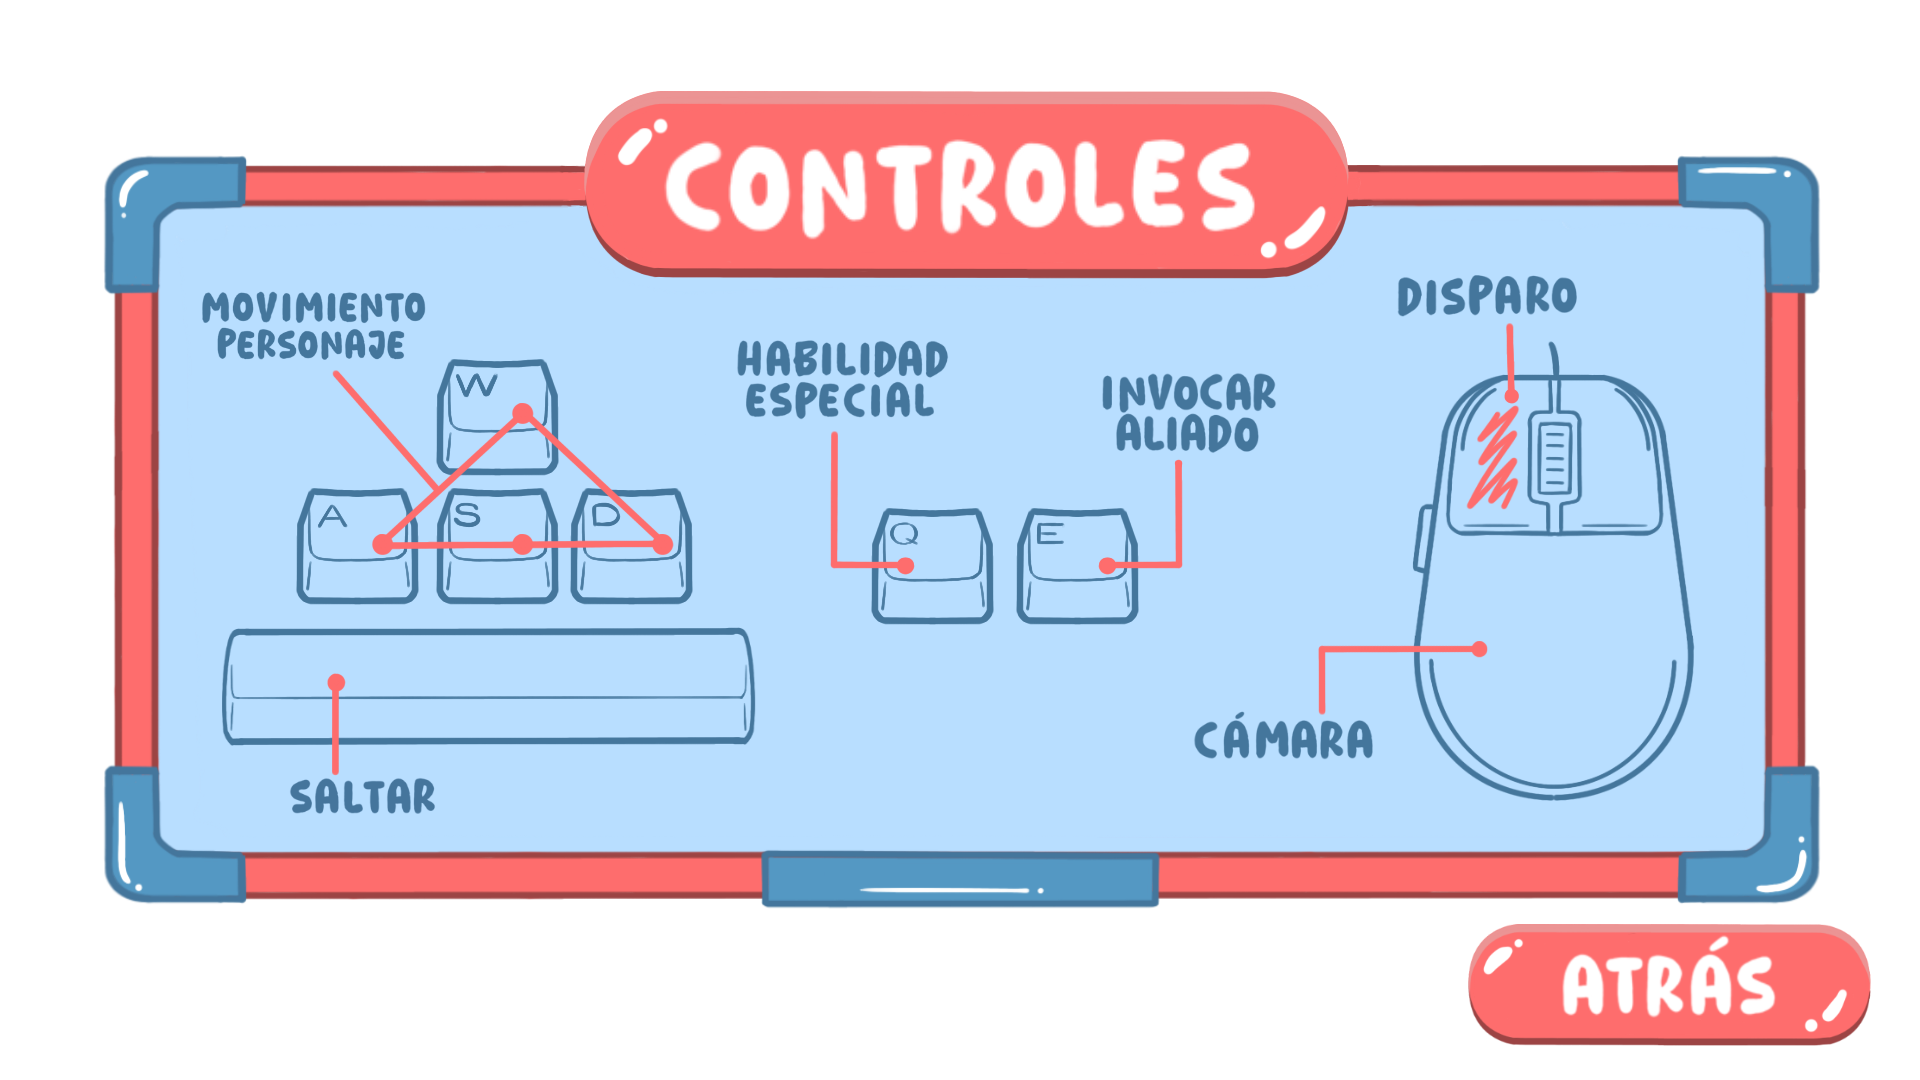 CONTROLES
MOVIMIENTO
PERSONAJE
W
A
S
D
SALTAR
HABILIDAD
ESPECIAL
Q
INVOCAR
ALIADO
E
DISPARO
CÁMARA
ATRÁS